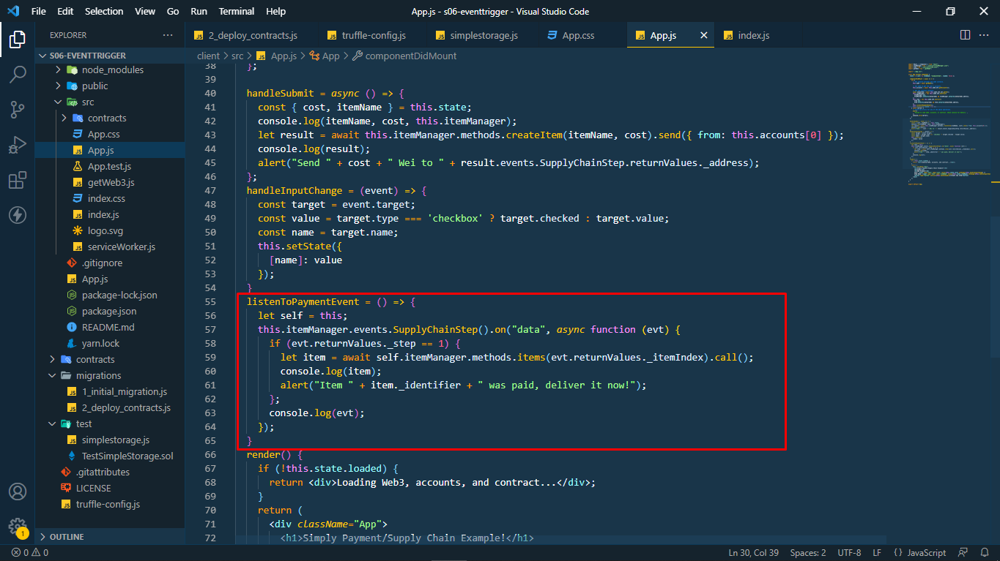 File Edit Selection View Go Run Terminal Help App.js - s06-eventtrigger - Visual Studio Code
EXPLORER
2_deploy_contracts.js truffle-config.js simplestorage.js App.css App.js index.js
S06-EVENTTRIGGER
node_modules
public
src
contracts
App.css
App.js
App.test.js
getWeb3.js
index.css
index.js
logo.svg
serviceWorker.js
.gitignore
App.js
package-lock.json
package.json
README.md
yarn.lock
contracts
migrations
1_initial_migration.js
2_deploy_contracts.js
test
simplestorage.js
TestSimpleStorage.sol
.gitattributes
LICENSE
truffle-config.js
OUTLINE
client > src > App.js > App > componentDidMount
38 };
39
40 handleSubmit = async () => {
41 const { cost, itemName } = this.state;
42 console.log(itemName, cost, this.itemManager);
43 let result = await this.itemManager.methods.createItem(itemName, cost).send({ from: this.accounts[0] });
44 console.log(result);
45 alert("Send " + cost + " Wei to " + result.events.SupplyChainStep.returnValues._address);
46 };
47 handleInputChange = (event) => {
48 const target = event.target;
49 const value = target.type === 'checkbox' ? target.checked : target.value;
50 const name = target.name;
51 this.setState({
52 [name]: value
53 });
54 }
55 listenToPaymentEvent = () => {
56 let self = this;
57 this.itemManager.events.SupplyChainStep().on("data", async function (evt) {
58 if (evt.returnValues._step == 1) {
59 let item = await self.itemManager.methods.items(evt.returnValues._itemIndex).call();
60 console.log(item);
61 alert("Item " + item._identifier + " was paid, deliver it now!");
62 };
63 console.log(evt);
64 });
65 }
66 render() {
67 if (!this.state.loaded) {
68 return <div>Loading Web3, accounts, and contract...</div>;
69 }
70 return (
71 <div className="App">
72 <h1>Simply Payment/Supply Chain Example!</h1>
1
0 0 Ln 30, Col 39 Spaces: 2 UTF-8 LF {} JavaScript